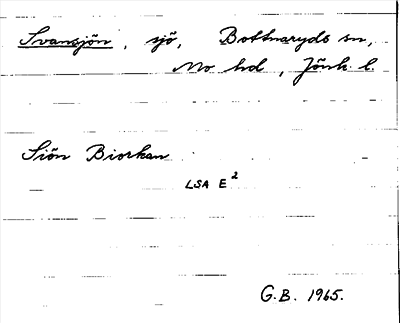 Svansjön, sjö, Bottnaryds sn,
Mo hd, Jönk. l.
Siön Biorkan
LSA E²
G.B. 1965.